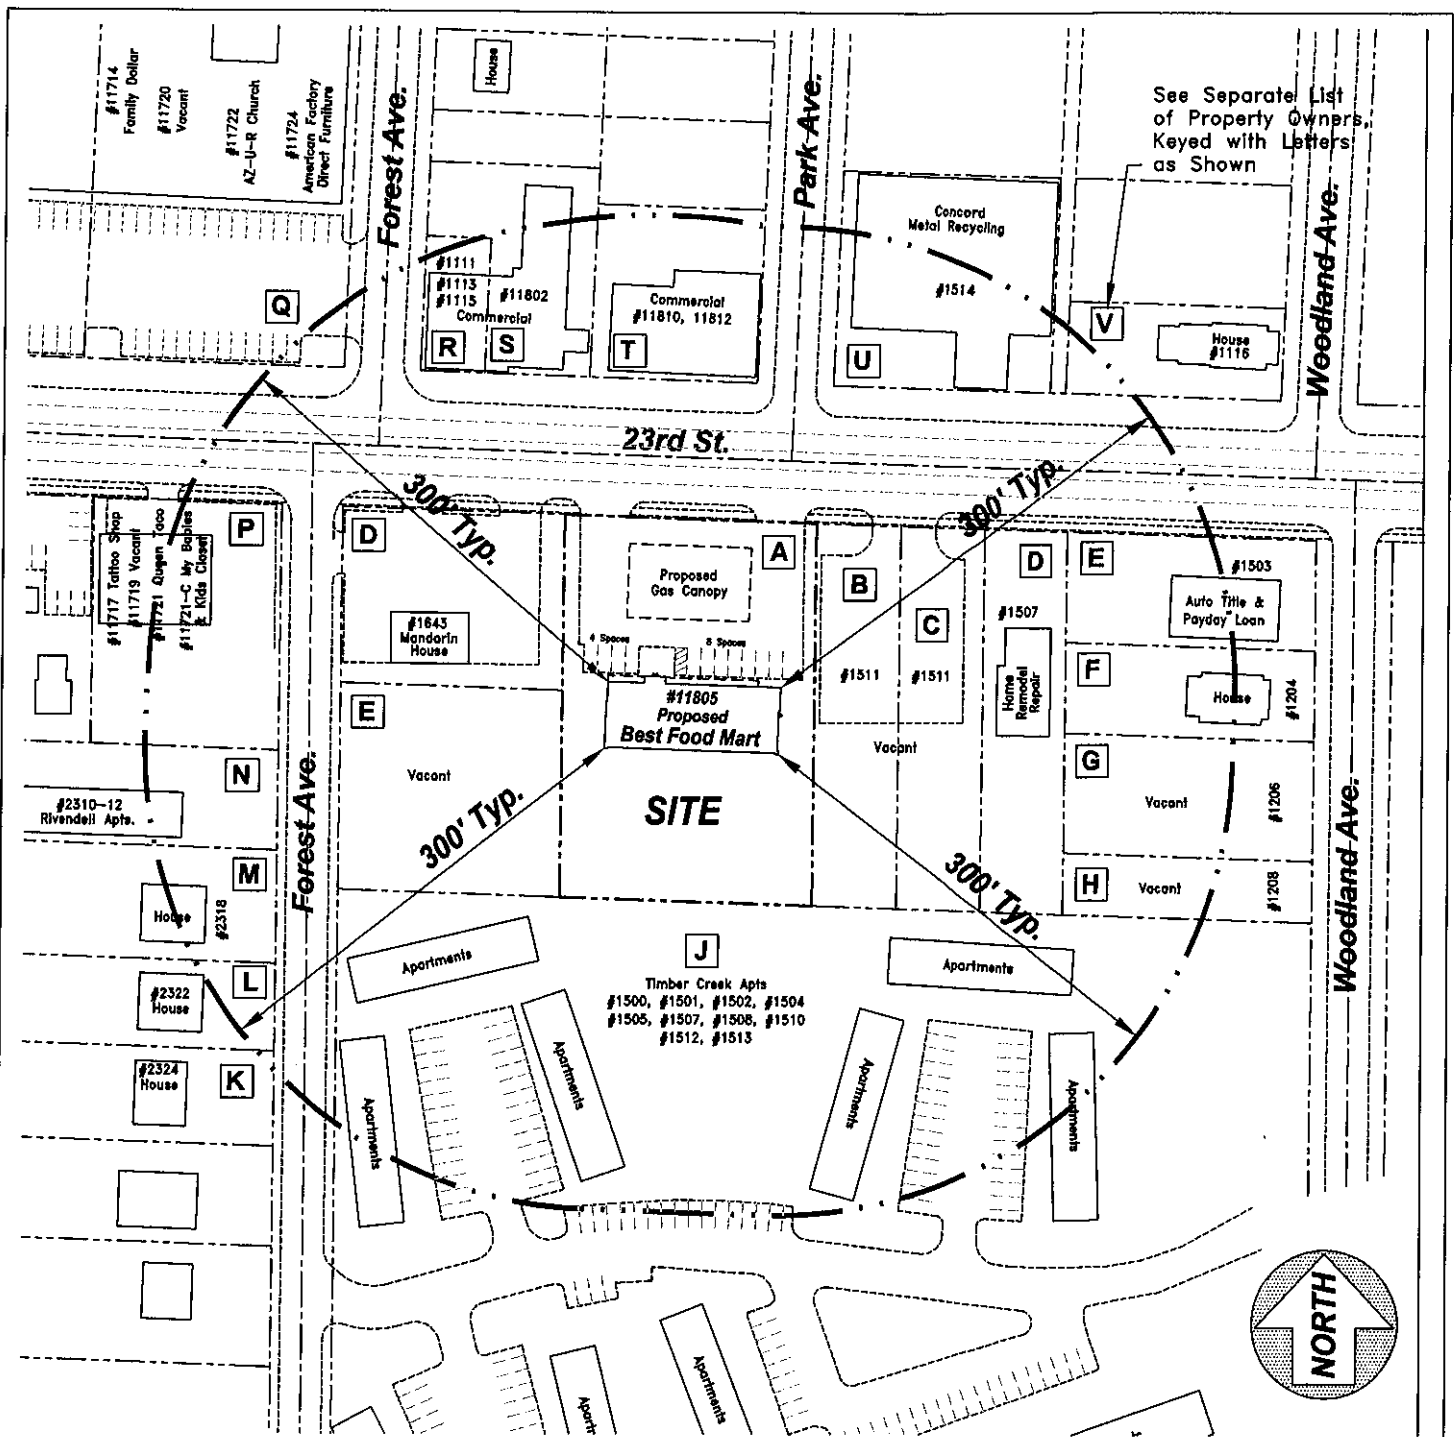 #11714
Family Dollar
#11720
Vacant
#11722
AZ-U-R Church
#11724
American Factory
Direct Furniture
Forest Ave.
House
Park Ave.
See Separate List
of Property Owners,
Keyed with Letters
as Shown
Woodland Ave.
Concord
Metal Recycling
#1514
#1111
#1113
#1115
#11802
Commercial
Commercial
#11810, 11812
Q
R
S
T
U
V
House
#1116
23rd St.
300' Typ.
300' Typ.
P
#11717 Tattoo Shop
#11719 Vacant
#11721 Queen Taco
#11721-C My Babies
& Kids Closet
D
#1643
Mandarin
House
A
Proposed
Gas Canopy
4 Spaces
8 Spaces
B
C
#1511
#1511
Vacant
D
#1507
Home
Remodel
Repair
E
#1503
Auto Title &
Payday Loan
F
House
#1204
E
Vacant
#11805
Proposed
Best Food Mart
SITE
G
Vacant
#1206
H
Vacant
#1208
N
#2310-12
Rivendell Apts.
Forest Ave.
300' Typ.
300' Typ.
Woodland Ave.
M
House
#2318
L
#2322
House
K
#2324
House
J
Timber Creek Apts
#1500, #1501, #1502, #1504
#1505, #1507, #1508, #1510
#1512, #1513
Apartments
Apartments
Apartments
Apartments
Apartments
Apartments
Apartments
Apart
NORTH